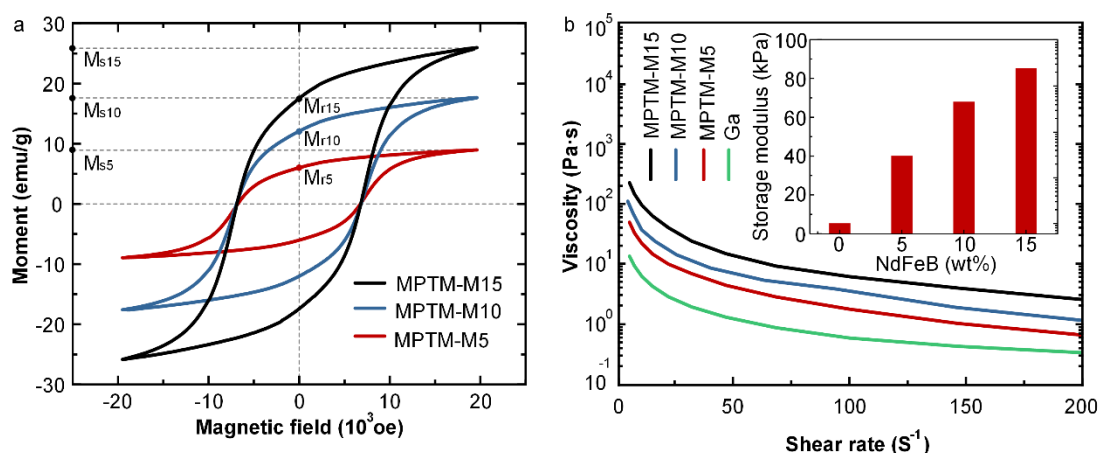 a
30
20
10
0
-10
-20
-30
Moment (emu/g)
Ms15
Ms10
Ms5
Mr15
Mr10
Mr5
MPTM-M15
MPTM-M10
MPTM-M5
-20 -10 0 10 20
Magnetic field (10³oe)
b
10⁵
10⁴
10³
10²
10¹
10⁰
10⁻¹
Viscosity (Pa·s)
MPTM-M15
MPTM-M10
MPTM-M5
Ga
100
80
60
40
20
0
Storage modulus (kPa)
0 5 10 15
NdFeB (wt%)
0 50 100 150 200
Shear rate (S⁻¹)